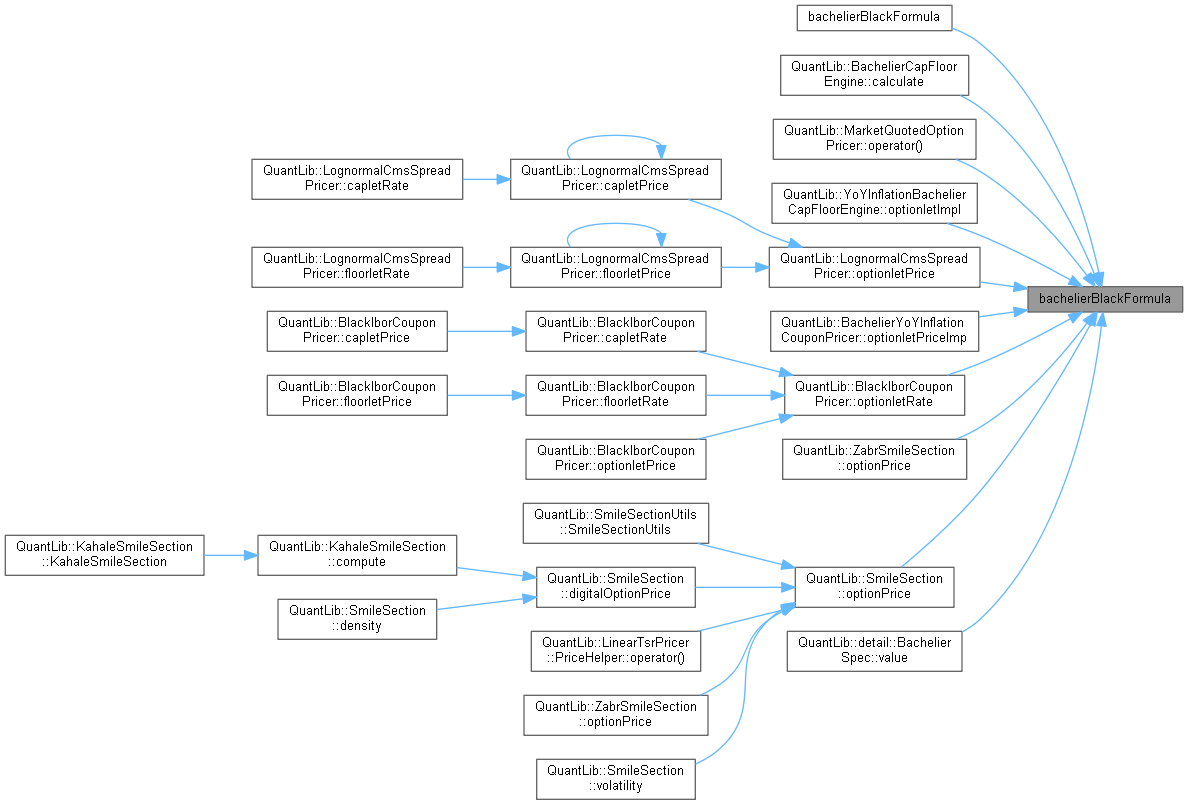 bachelierBlackFormula
QuantLib::BachelierCapFloor
Engine::calculate
QuantLib::MarketQuotedOption
Pricer::operator()
QuantLib::LognormalCmsSpread
Pricer::capletRate
QuantLib::LognormalCmsSpread
Pricer::capletPrice
QuantLib::YoYInflationBachelier
CapFloorEngine::optionletImpl
QuantLib::LognormalCmsSpread
Pricer::floorletRate
QuantLib::LognormalCmsSpread
Pricer::floorletPrice
QuantLib::LognormalCmsSpread
Pricer::optionletPrice
bachelierBlackFormula
QuantLib::BlackIborCoupon
Pricer::capletPrice
QuantLib::BlackIborCoupon
Pricer::capletRate
QuantLib::BachelierYoYInflation
CouponPricer::optionletPriceImp
QuantLib::BlackIborCoupon
Pricer::floorletPrice
QuantLib::BlackIborCoupon
Pricer::floorletRate
QuantLib::BlackIborCoupon
Pricer::optionletRate
QuantLib::BlackIborCoupon
Pricer::optionletPrice
QuantLib::ZabrSmileSection
::optionPrice
QuantLib::SmileSectionUtils
::SmileSectionUtils
QuantLib::KahaleSmileSection
::KahaleSmileSection
QuantLib::KahaleSmileSection
::compute
QuantLib::SmileSection
::digitalOptionPrice
QuantLib::SmileSection
::optionPrice
QuantLib::SmileSection
::density
QuantLib::LinearTsrPricer
::PriceHelper::operator()
QuantLib::detail::Bachelier
Spec::value
QuantLib::ZabrSmileSection
::optionPrice
QuantLib::SmileSection
::volatility